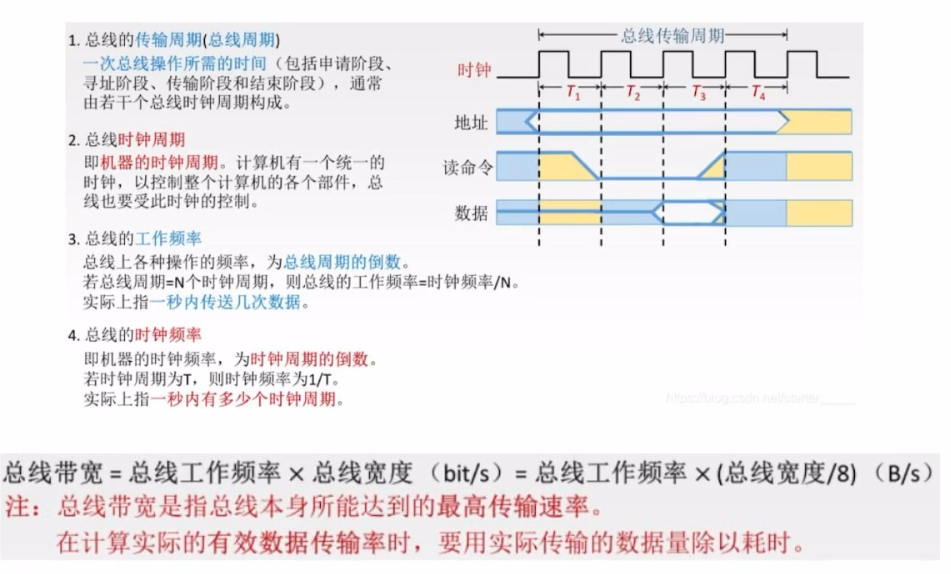 1. 总线的传输周期(总线周期)
一次总线操作所需的时间（包括申请阶段、
寻址阶段、传输阶段和结束阶段），通常
由若干个总线时钟周期构成。
2. 总线时钟周期
即机器的时钟周期。计算机有一个统一的
时钟，以控制整个计算机的各个部件，总
线也要受此时钟的控制。
3. 总线的工作频率
总线上各种操作的频率，为总线周期的倒数。
若总线周期=N个时钟周期，则总线的工作频率=时钟频率/N。
实际上指一秒内传送几次数据。
4. 总线的时钟频率
即机器的时钟频率，为时钟周期的倒数。
若时钟周期为T，则时钟频率为1/T。
实际上指一秒内有多少个时钟周期。
总线传输周期
时钟
T1 T2 T3 T4
地址
读命令
数据
https://blog.csdn.net/starter_____
总线带宽 = 总线工作频率 × 总线宽度 （bit/s）= 总线工作频率 ×(总线宽度/8) （B/s）
注：总线带宽是指总线本身所能达到的最高传输速率。
在计算实际的有效数据传输率时，要用实际传输的数据量除以耗时。